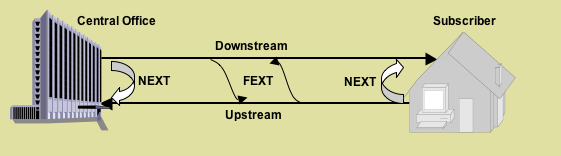 Central Office
Subscriber
Downstream
NEXT
FEXT
NEXT
Upstream